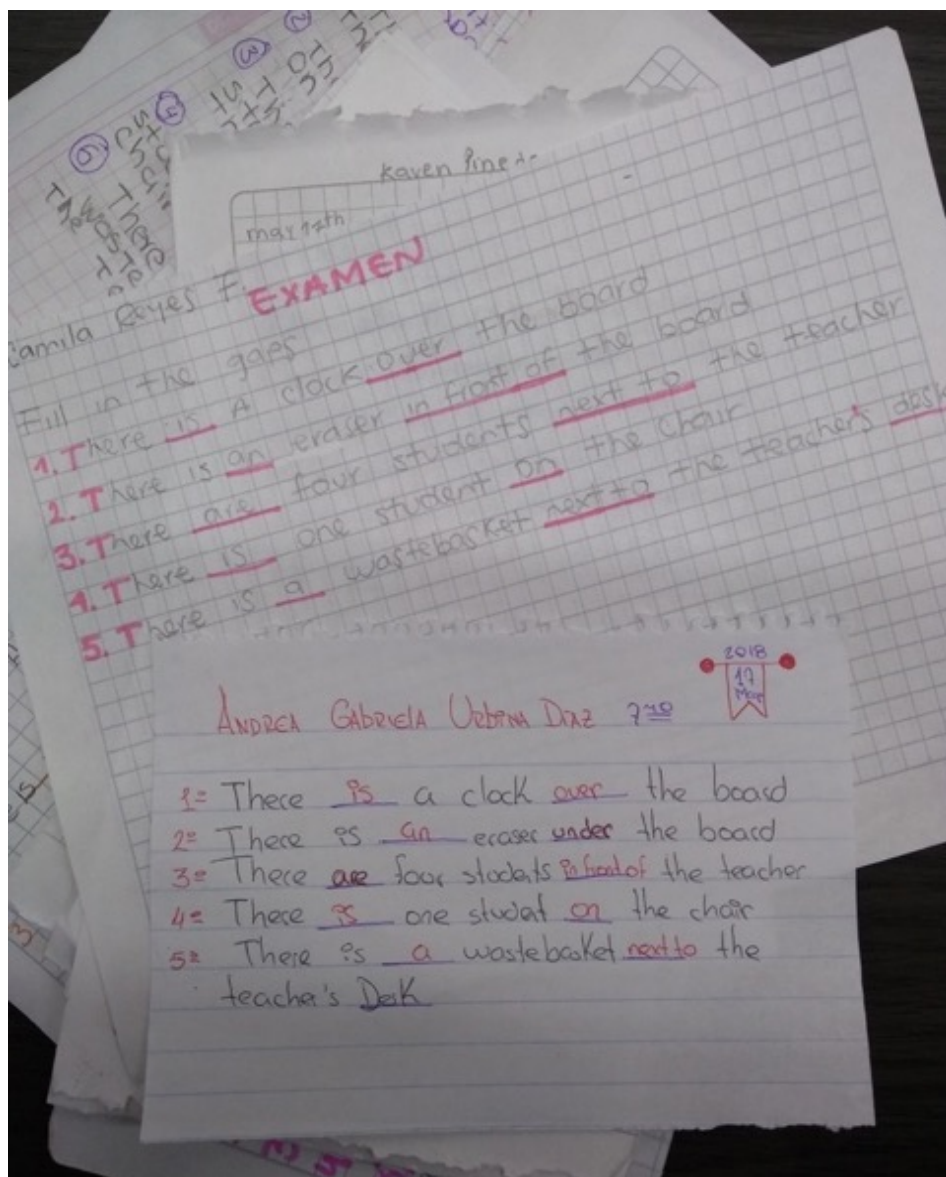 Karen
may 17th
Camila Reyes F.
EXAMEN
Fill in the gaps
1. There is A clock over the board
2. There is an eraser in front of the board
3. There are four students next to the teacher
4. There is one student on the chair
5. There is a wastebasket next to the teacher's desk
2018
17
May
ANDREA GABRIELA URBINA DIAZ 7mo
1= There is a clock over the board
2= There is an eraser under the board
3= There are four students in front of the teacher
4= There is one studet on the chair
5= There is a wastebasket next to the
teacher's Desk